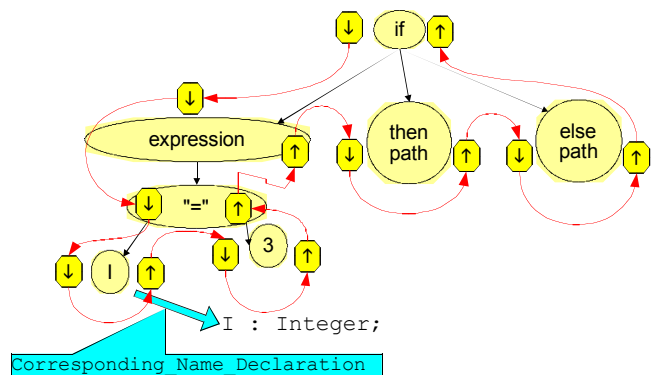 ↓ if ↑
↓
expression ↑
↓ then path ↑
↓ else path ↑
↓ "=" ↑
↓ I ↑
↓ 3 ↑
I : Integer;
Corresponding_Name_Declaration